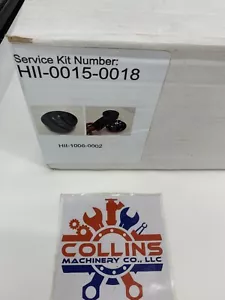 Service Kit Number:
HII-0015-0018
HII-1006-0002
COLLINS
MACHINERY CO., LLC